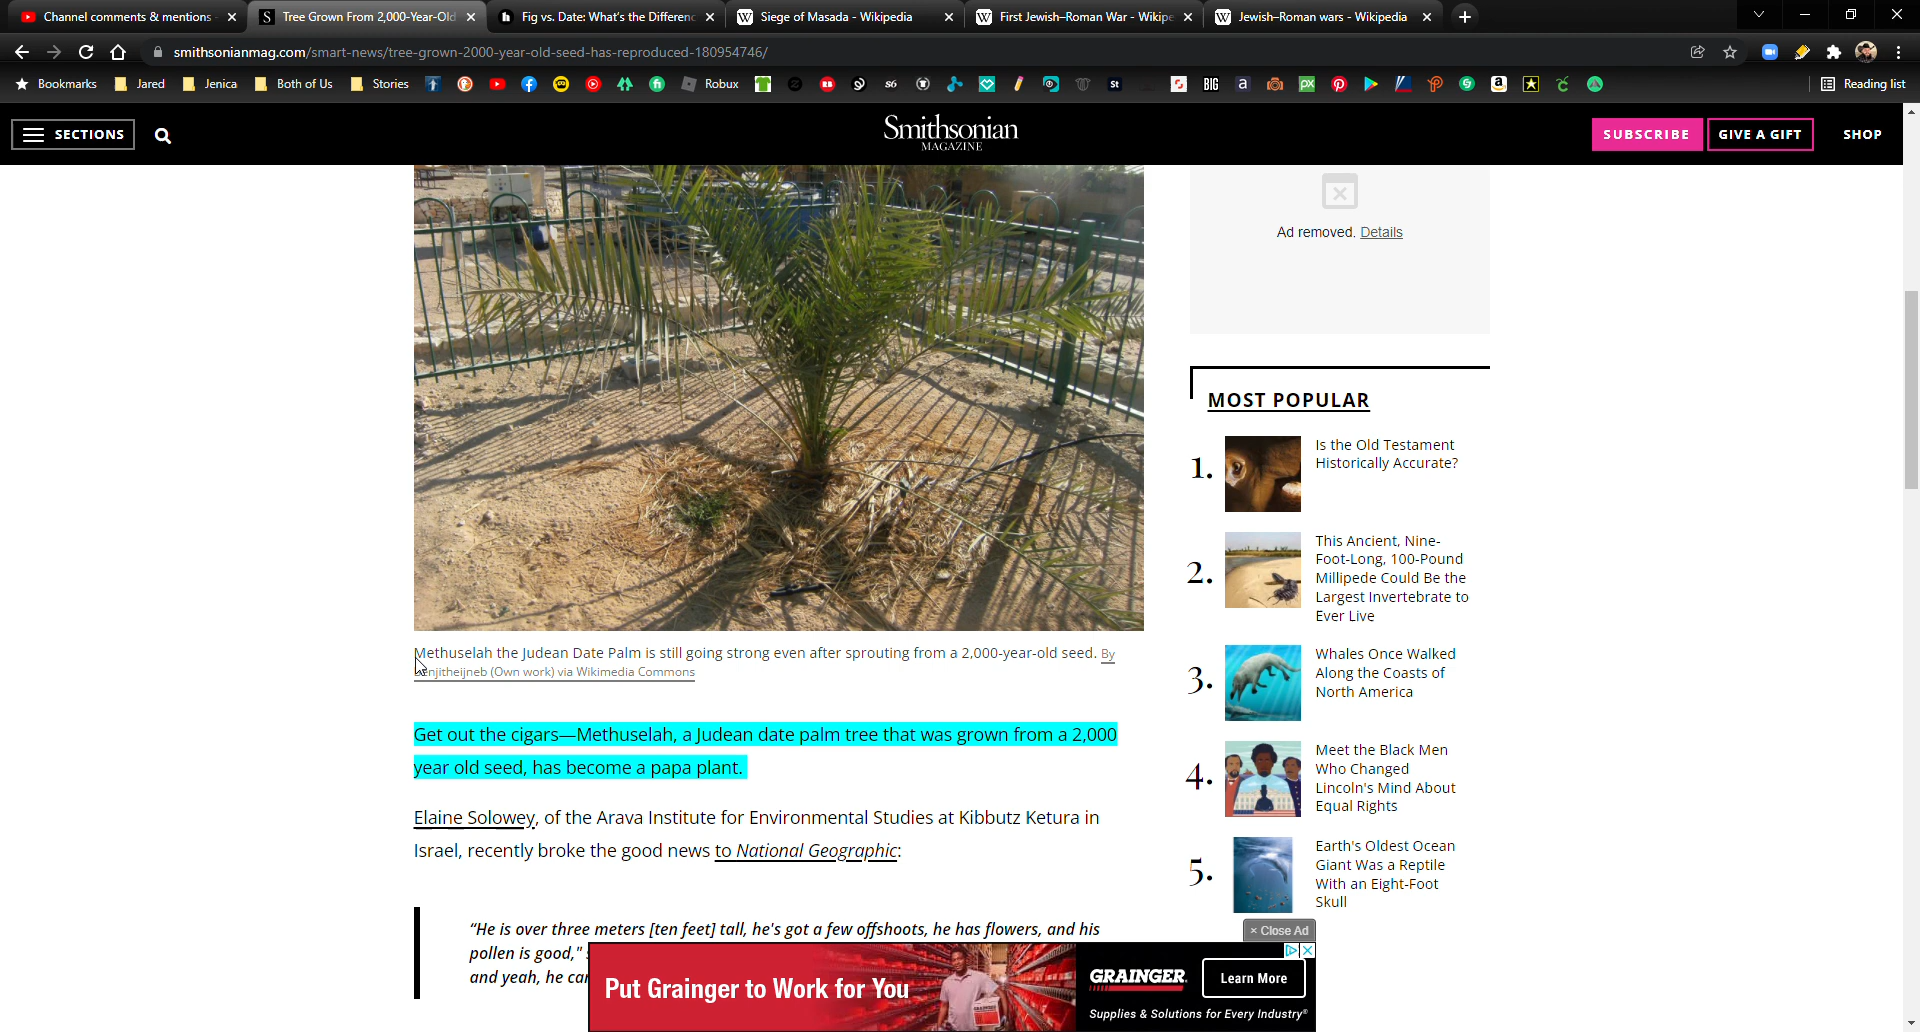 Channel comments & mentions
Tree Grown From 2,000-Year-Old
Fig vs. Date: What's the Differenc
Siege of Masada - Wikipedia
First Jewish–Roman War - Wikipe
Jewish–Roman wars - Wikipedia
smithsonianmag.com/smart-news/tree-grown-2000-year-old-seed-has-reproduced-180954746/
Bookmarks
Jared
Jenica
Both of Us
Stories
Robux
Reading list
SECTIONS
Smithsonian
MAGAZINE
SUBSCRIBE
GIVE A GIFT
SHOP
Methuselah the Judean Date Palm is still going strong even after sprouting from a 2,000-year-old seed. By
njitheijneb (Own work) via Wikimedia Commons
Get out the cigars—Methuselah, a Judean date palm tree that was grown from a 2,000
year old seed, has become a papa plant.
Elaine Solowey, of the Arava Institute for Environmental Studies at Kibbutz Ketura in
Israel, recently broke the good news to National Geographic:
“He is over three meters [ten feet] tall, he's got a few offshoots, he has flowers, and his
pollen is good,"
and yeah, he can
Ad removed. Details
MOST POPULAR
1.
Is the Old Testament
Historically Accurate?
2.
This Ancient, Nine-
Foot-Long, 100-Pound
Millipede Could Be the
Largest Invertebrate to
Ever Live
3.
Whales Once Walked
Along the Coasts of
North America
4.
Meet the Black Men
Who Changed
Lincoln's Mind About
Equal Rights
5.
Earth's Oldest Ocean
Giant Was a Reptile
With an Eight-Foot
Skull
× Close Ad
Put Grainger to Work for You
GRAINGER
Learn More
Supplies & Solutions for Every Industry®